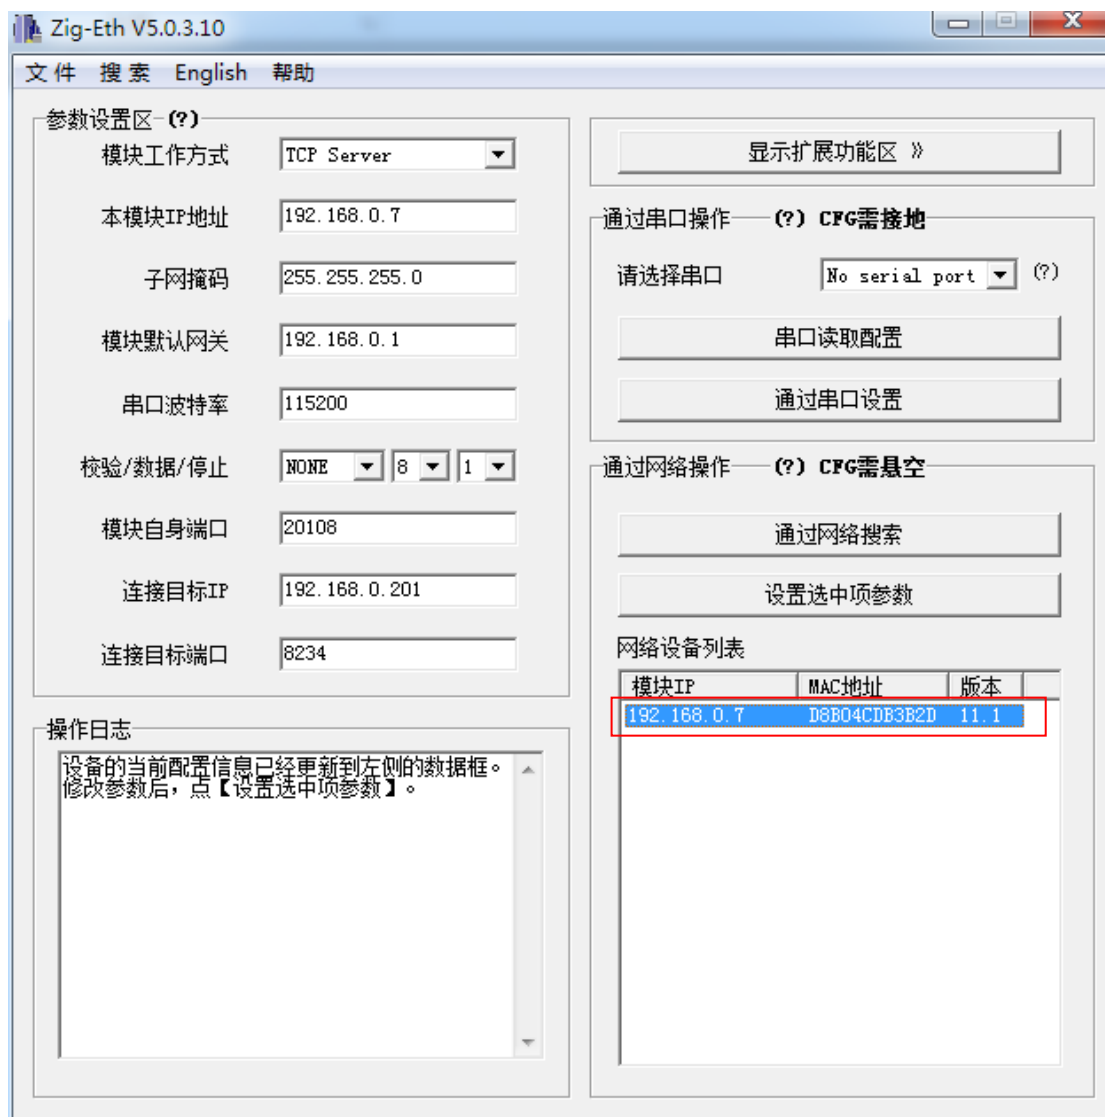 Zig-Eth V5.0.3.10
文件 搜索 English 帮助
参数设置区 (?)
模块工作方式 TCP Server
本模块IP地址 192.168.0.7
子网掩码 255.255.255.0
模块默认网关 192.168.0.1
串口波特率 115200
校验/数据/停止 NONE 8 1
模块自身端口 20108
连接目标IP 192.168.0.201
连接目标端口 8234
操作日志
设备的当前配置信息已经更新到左侧的数据框。
修改参数后,点【设置选中项参数】。
显示扩展功能区 》
通过串口操作 (?) CFG需接地
请选择串口 No serial port (?)
串口读取配置
通过串口设置
通过网络操作 (?) CFG需悬空
通过网络搜索
设置选中项参数
网络设备列表
模块IP MAC地址 版本
192.168.0.7 D8B04CDB3B2D 11.1